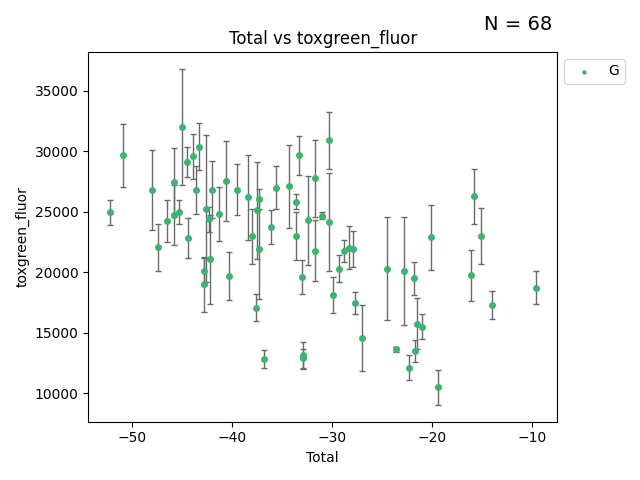 N = 68
Total vs toxgreen_fluor
G
35000
30000
25000
20000
15000
10000
toxgreen_fluor
−50
−40
−30
−20
−10
Total